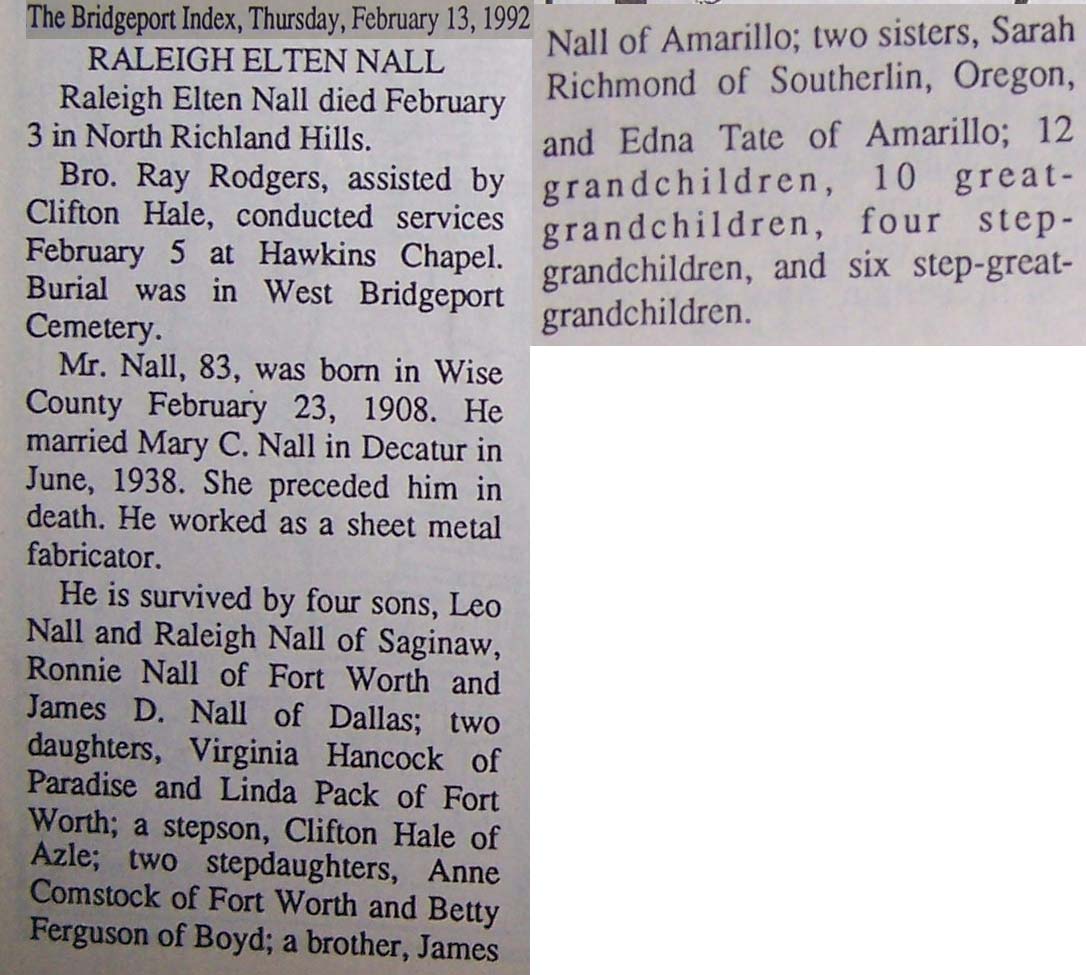 The Bridgeport Index, Thursday, February 13, 1992
RALEIGH ELTEN NALL
Raleigh Elten Nall died February
3 in North Richland Hills.
Bro. Ray Rodgers, assisted by
Clifton Hale, conducted services
February 5 at Hawkins Chapel.
Burial was in West Bridgeport
Cemetery.
Mr. Nall, 83, was born in Wise
County February 23, 1908. He
married Mary C. Nall in Decatur in
June, 1938. She preceded him in
death. He worked as a sheet metal
fabricator.
He is survived by four sons, Leo
Nall and Raleigh Nall of Saginaw,
Ronnie Nall of Fort Worth and
James D. Nall of Dallas; two
daughters, Virginia Hancock of
Paradise and Linda Pack of Fort
Worth; a stepson, Clifton Hale of
Azle; two stepdaughters, Anne
Comstock of Fort Worth and Betty
Ferguson of Boyd; a brother, James
Nall of Amarillo; two sisters, Sarah
Richmond of Southerlin, Oregon,
and Edna Tate of Amarillo; 12
grandchildren, 10 great-
grandchildren, four step-
grandchildren, and six step-great-
grandchildren.